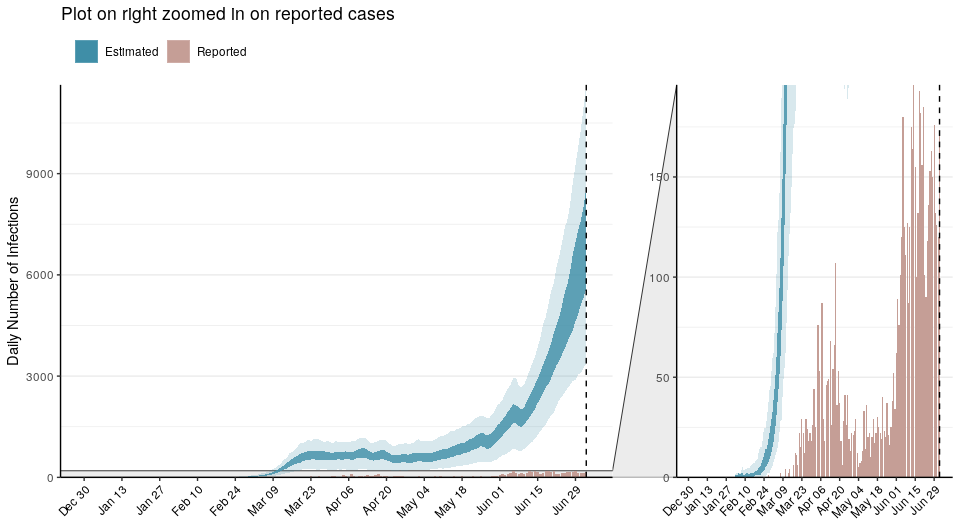 Plot on right zoomed in on reported cases
Estimated
Reported
Daily Number of Infections
9000
6000
3000
0
Dec 30
Jan 13
Jan 27
Feb 10
Feb 24
Mar 09
Mar 23
Apr 06
Apr 20
May 04
May 18
Jun 01
Jun 15
Jun 29
150
100
50
0
Dec 30
Jan 13
Jan 27
Feb 10
Feb 24
Mar 09
Mar 23
Apr 06
Apr 20
May 04
May 18
Jun 01
Jun 15
Jun 29